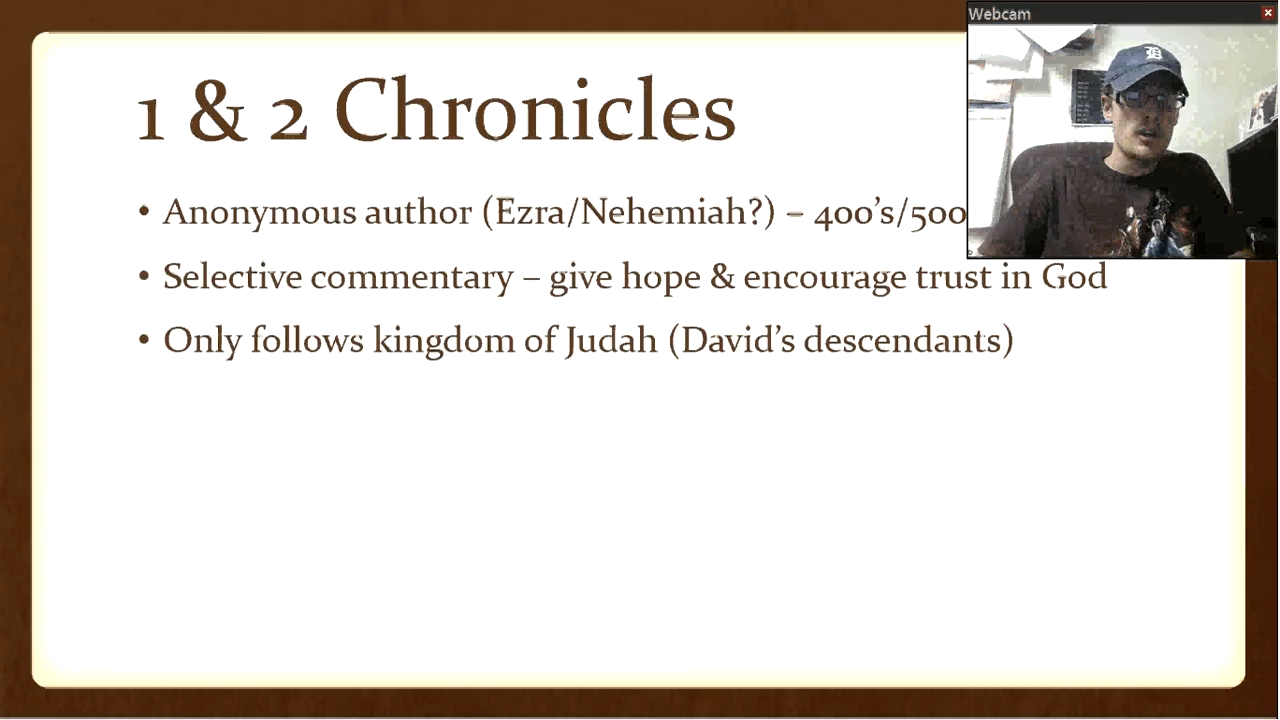 Webcam
1 & 2 Chronicles
• Anonymous author (Ezra/Nehemiah?) – 400's/500
• Selective commentary – give hope & encourage trust in God
• Only follows kingdom of Judah (David's descendants)